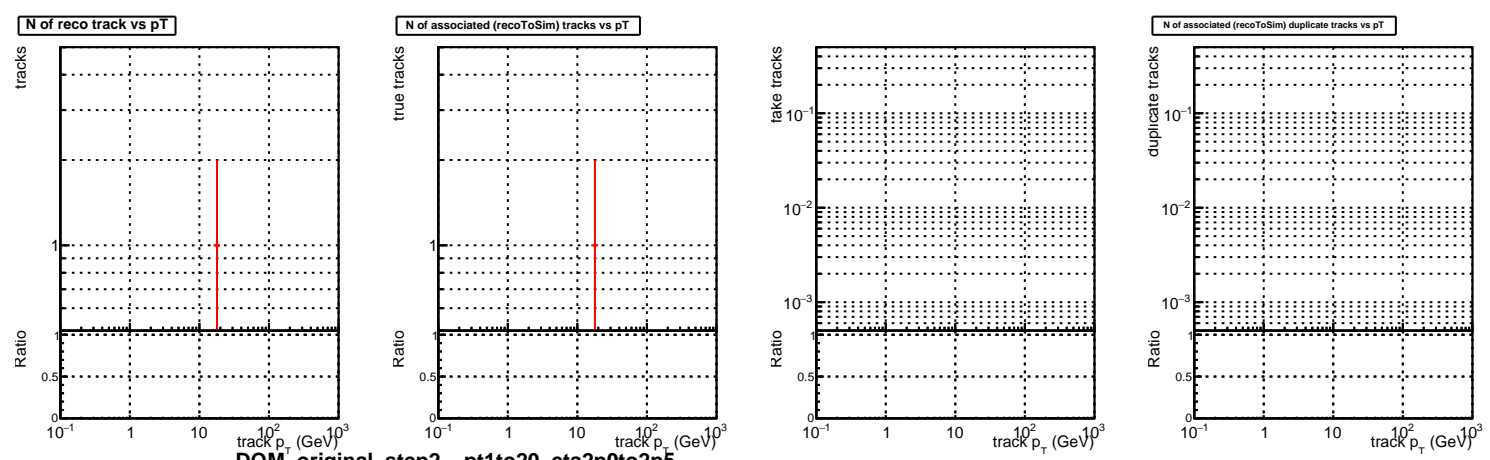 N of reco track vs pT
tracks
1
Ratio
1
0.5
0
10⁻¹ 1 10 10² 10³
track p_T (GeV)
N of associated (recoToSim) tracks vs pT
true tracks
1
Ratio
1
0.5
0
10⁻¹ 1 10 10² 10³
track p_T (GeV)
fake tracks
10⁻¹
10⁻²
10⁻³
Ratio
1
0.5
0
10⁻¹ 1 10 10² 10³
track p_T (GeV)
N of associated (recoToSim) duplicate tracks vs pT
duplicate tracks
10⁻¹
10⁻²
10⁻³
Ratio
1
0.5
0
10⁻¹ 1 10 10² 10³
track p_T (GeV)
DQM_original_step2_ pt1to20_eta2p0to2p5